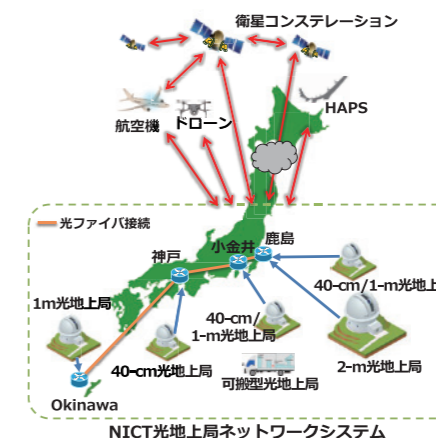 衛星コンステレーション
HAPS
航空機
ドローン
光ファイバ接続
神戸
小金井
鹿島
1m光地上局
40-cm/1-m光地上局
40-cm/
1-m光地上局
40-cm光地上局
可搬型光地上局
2-m光地上局
Okinawa
NICT光地上局ネットワークシステム